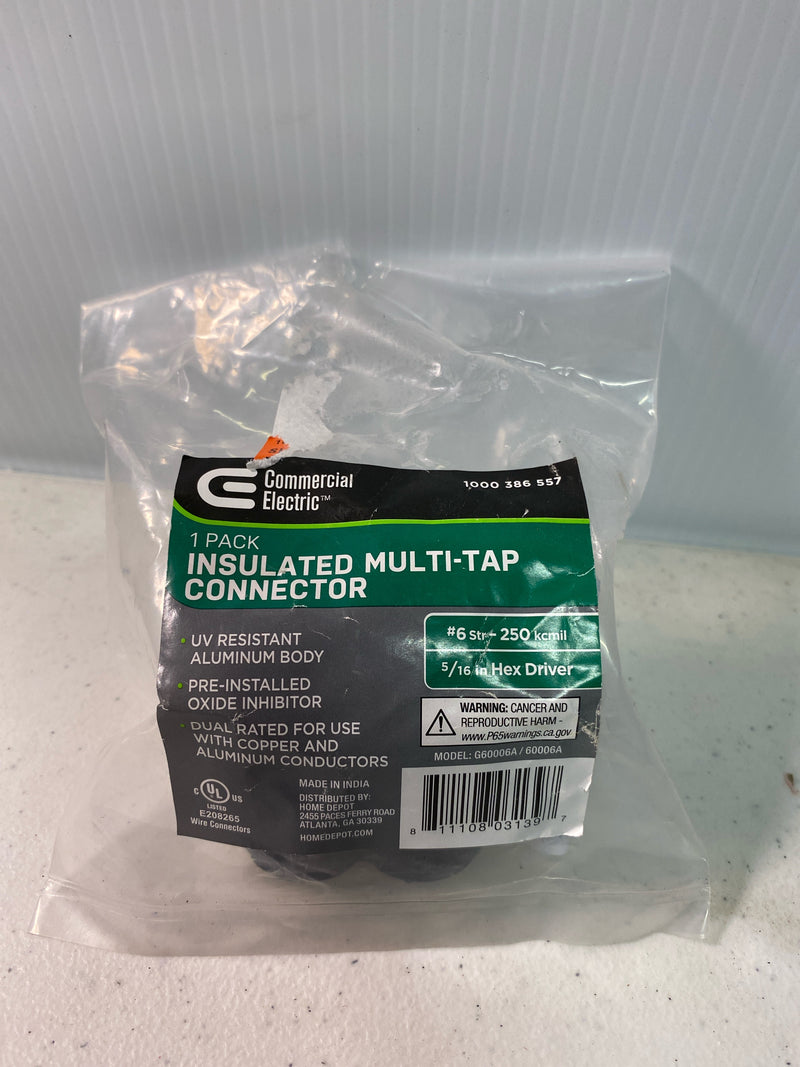 Commercial
Electric™
1000 386 557
1 PACK
INSULATED MULTI-TAP
CONNECTOR
• UV RESISTANT
ALUMINUM BODY
• PRE-INSTALLED
OXIDE INHIBITOR
• DUAL RATED FOR USE
WITH COPPER AND
ALUMINUM CONDUCTORS
#6 Str - 250 kcmil
5/16 in Hex Driver
WARNING: CANCER AND
REPRODUCTIVE HARM -
www.P65warnings.ca.gov
MODEL: G60006A / 60006A
C UL US
LISTED
E208265
Wire Connectors
MADE IN INDIA
DISTRIBUTED BY:
HOME DEPOT
2455 PACES FERRY ROAD
ATLANTA, GA 30339
HOMEDEPOT.COM
8 11108 03139 7